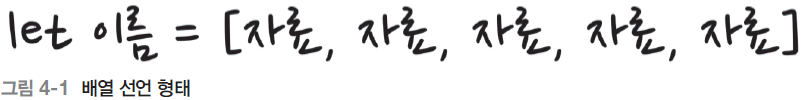 let 이름 = [자료, 자료, 자료, 자료, 자료]
그림 4-1 배열 선언 형태